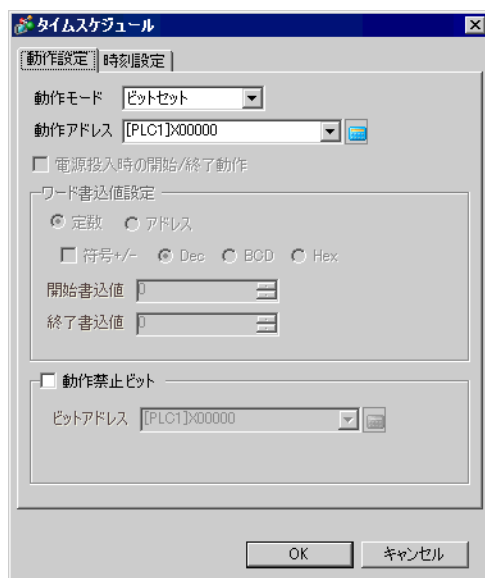 タイムスケジュール
動作設定 時刻設定
動作モード ビットセット
動作アドレス [PLC1]X00000
電源投入時の開始/終了動作
ワード書込値設定
定数 アドレス
符号+/- Dec BCD Hex
開始書込値 0
終了書込値 0
動作禁止ビット
ビットアドレス [PLC1]X00000
OK キャンセル